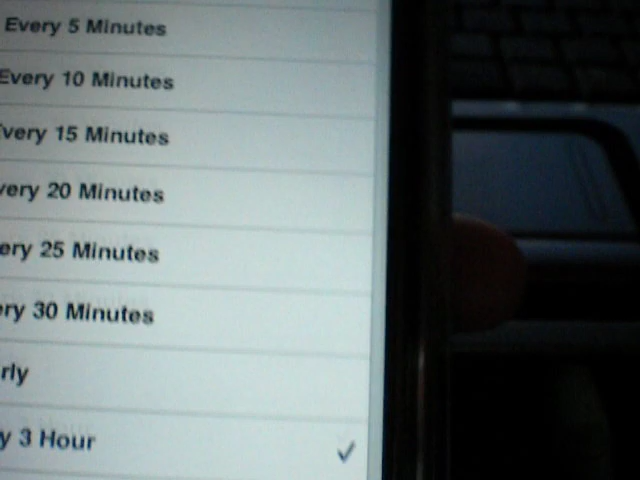 Every 5 Minutes
Every 10 Minutes
Every 15 Minutes
very 20 Minutes
ery 25 Minutes
ry 30 Minutes
rly
y 3 Hour